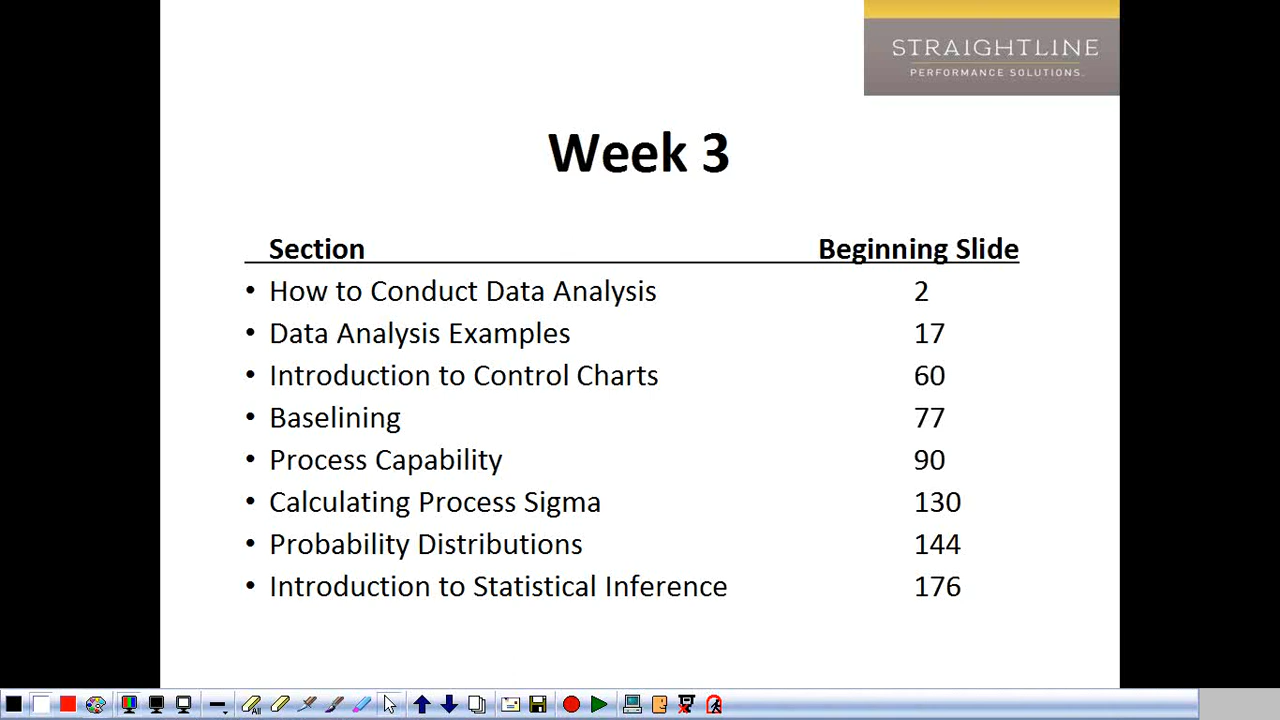 STRAIGHTLINE
PERFORMANCE SOLUTIONS.
Week 3
Section Beginning Slide
• How to Conduct Data Analysis 2
• Data Analysis Examples 17
• Introduction to Control Charts 60
• Baselining 77
• Process Capability 90
• Calculating Process Sigma 130
• Probability Distributions 144
• Introduction to Statistical Inference 176
All